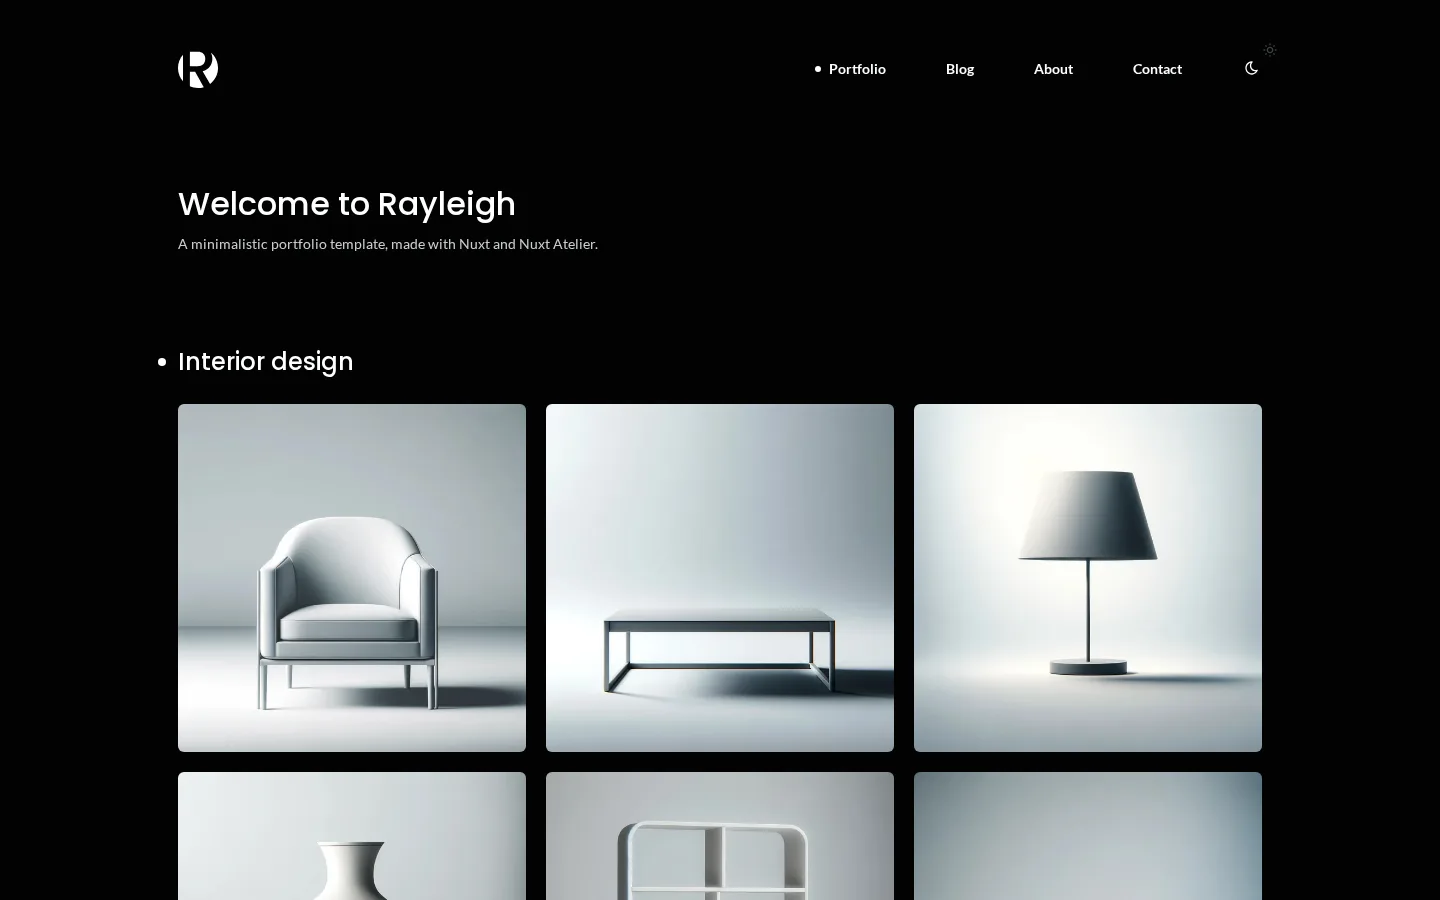 R
Portfolio
Blog
About
Contact
Welcome to Rayleigh
A minimalistic portfolio template, made with Nuxt and Nuxt Atelier.
Interior design